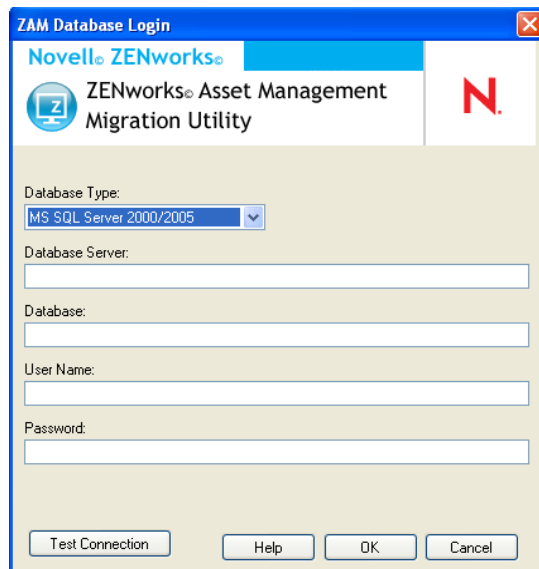 ZAM Database Login
Novell© ZENworks©
ZENworks© Asset Management
Migration Utility
Z
N.
Database Type:
MS SQL Server 2000/2005
Database Server:
Database:
User Name:
Password:
Test Connection Help OK Cancel